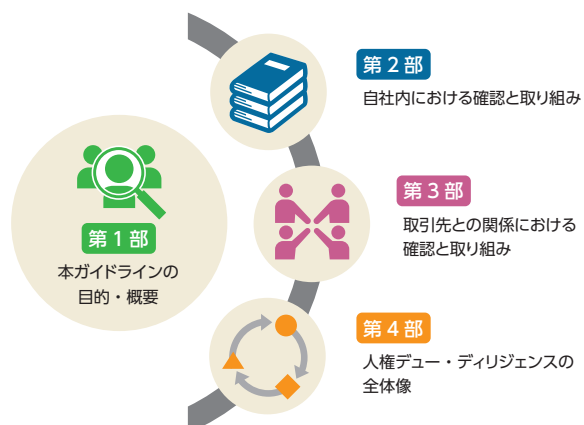 第1部
本ガイドラインの
目的・概要
第2部
自社内における確認と取り組み
第3部
取引先との関係における
確認と取り組み
第4部
人権デュー・ディリジェンスの
全体像